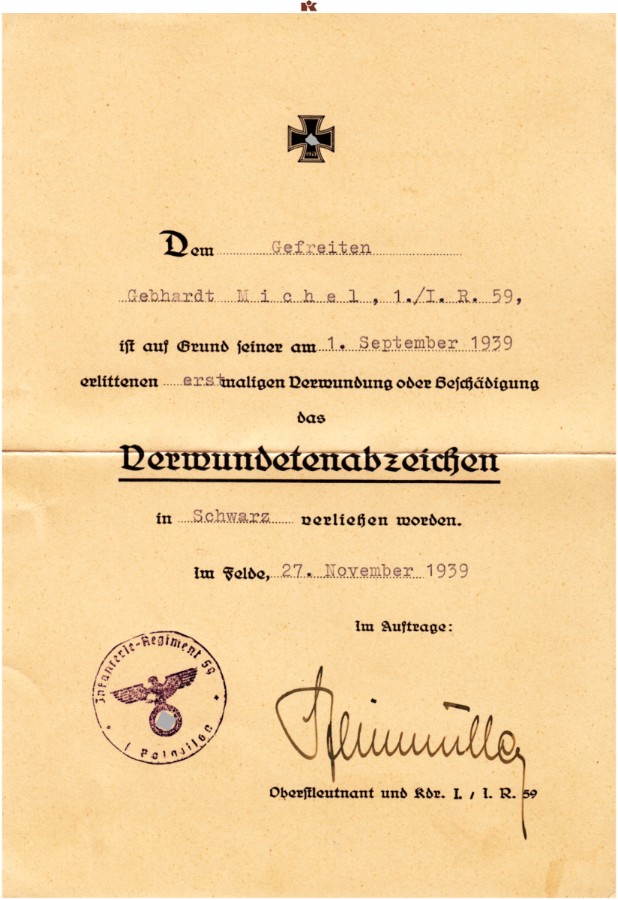 Dem Gefreiten
Gebhardt Michel, 1./I. R. 59,
ist auf Grund seiner am 1. September 1939
erlittenen erstmaligen Verwundung oder Beschädigung
das
Verwundetenabzeichen
in Schwarz verliehen worden.
Im Felde, 27. November 1939
Im Auftrage:
Infanterie-Regiment 59
I Bataillon
Oberstleutnant und Kdr. I. / I. R. 59